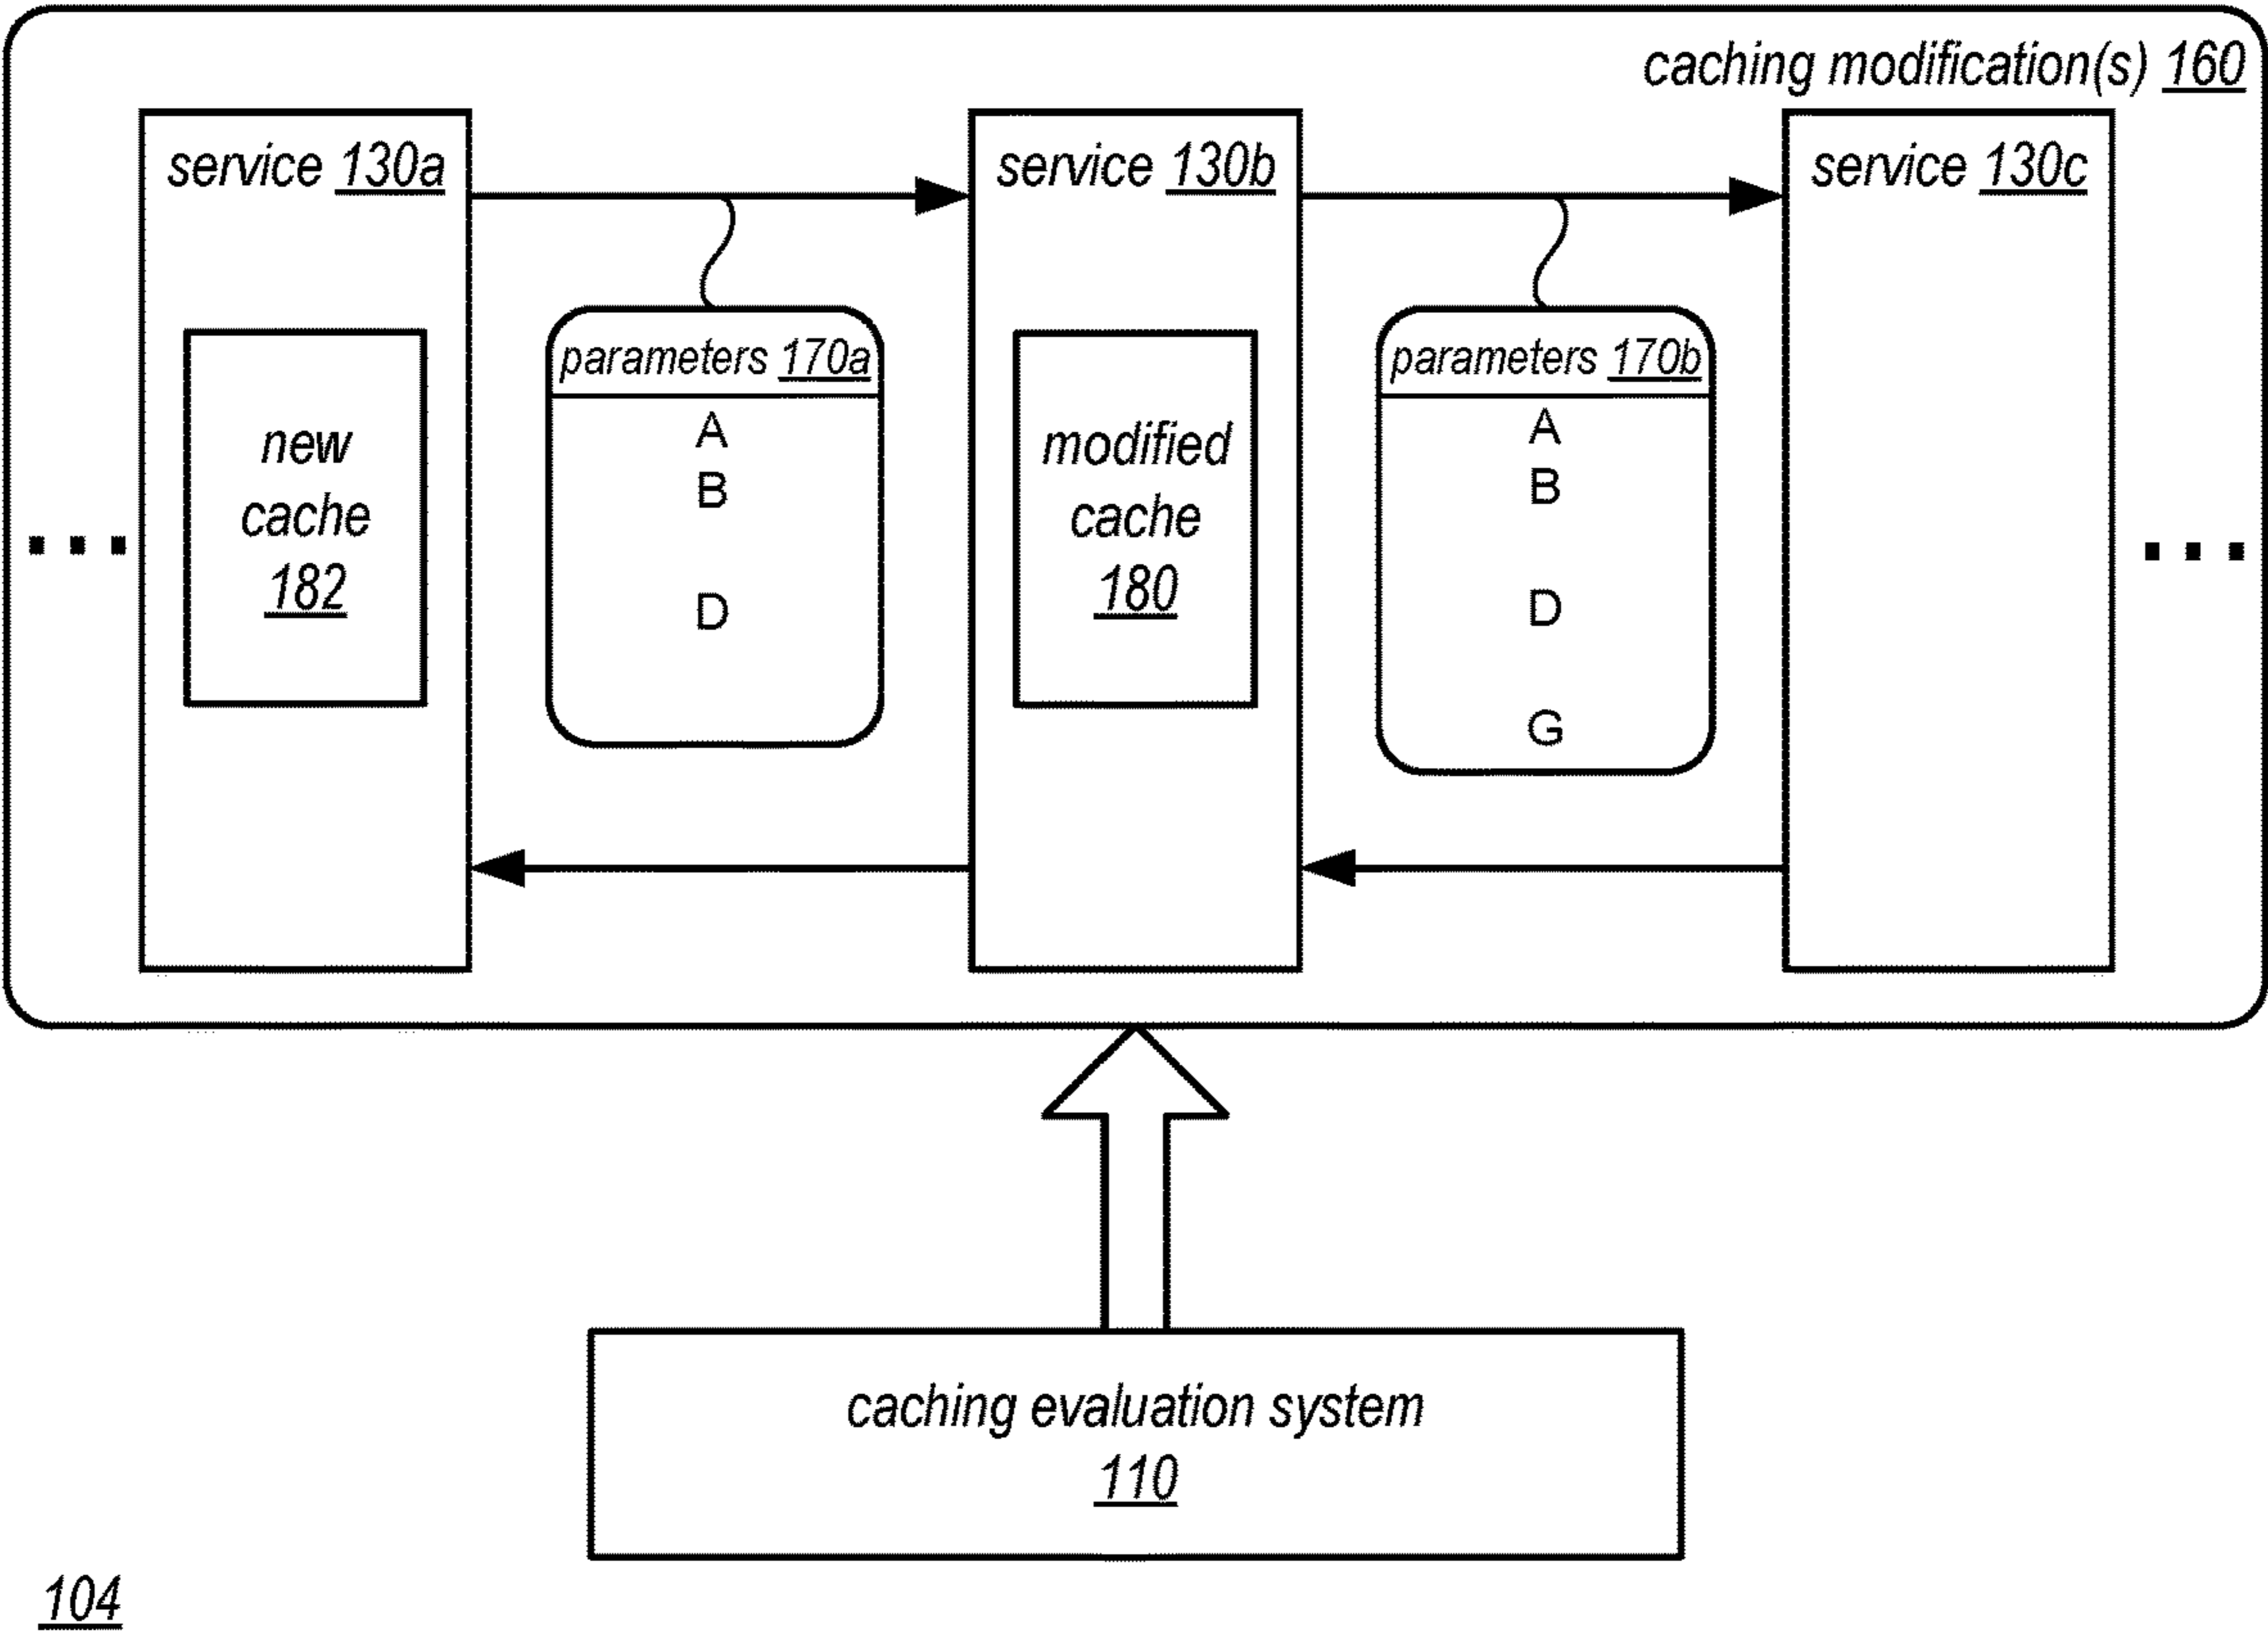 caching modification(s) 160
service 130a
service 130b
service 130c
parameters 170a
parameters 170b
new
cache
182
A
B
D
modified
cache
180
A
B
D
G
...
...
caching evaluation system
110
104